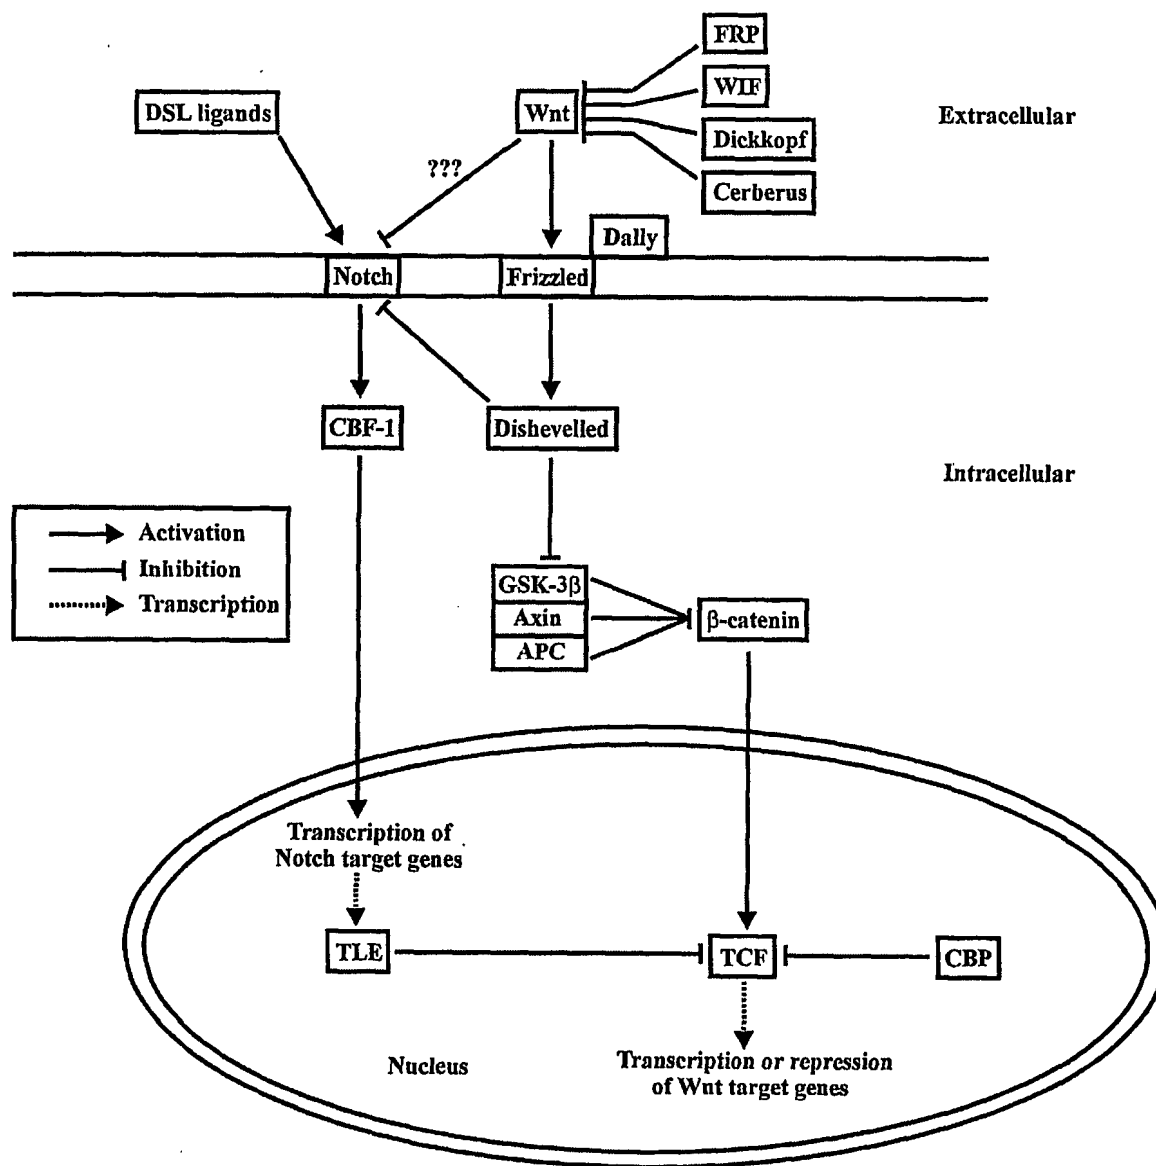 FRP
WIF
DSL ligands
Wnt
Extracellular
Dickkopf
???
Cerberus
Dally
Notch
Frizzled
CBF-1
Dishevelled
Intracellular
Activation
Inhibition
Transcription
GSK-3β
Axin
APC
β-catenin
Transcription of
Notch target genes
TLE
TCF
CBP
Nucleus
Transcription or repression
of Wnt target genes